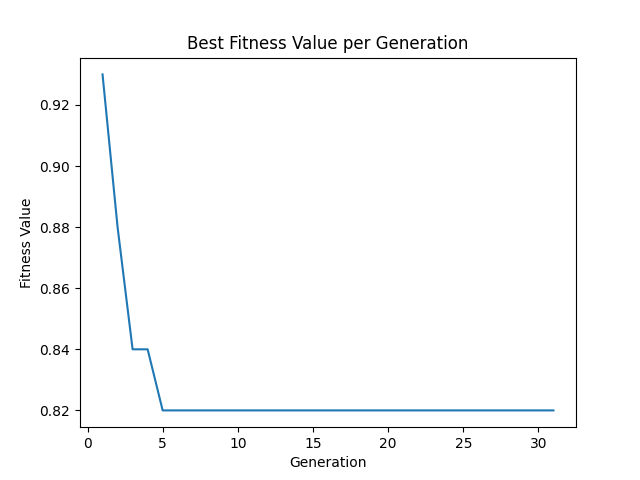 Best Fitness Value per Generation
Fitness Value
0.92
0.90
0.88
0.86
0.84
0.82
0 5 10 15 20 25 30
Generation